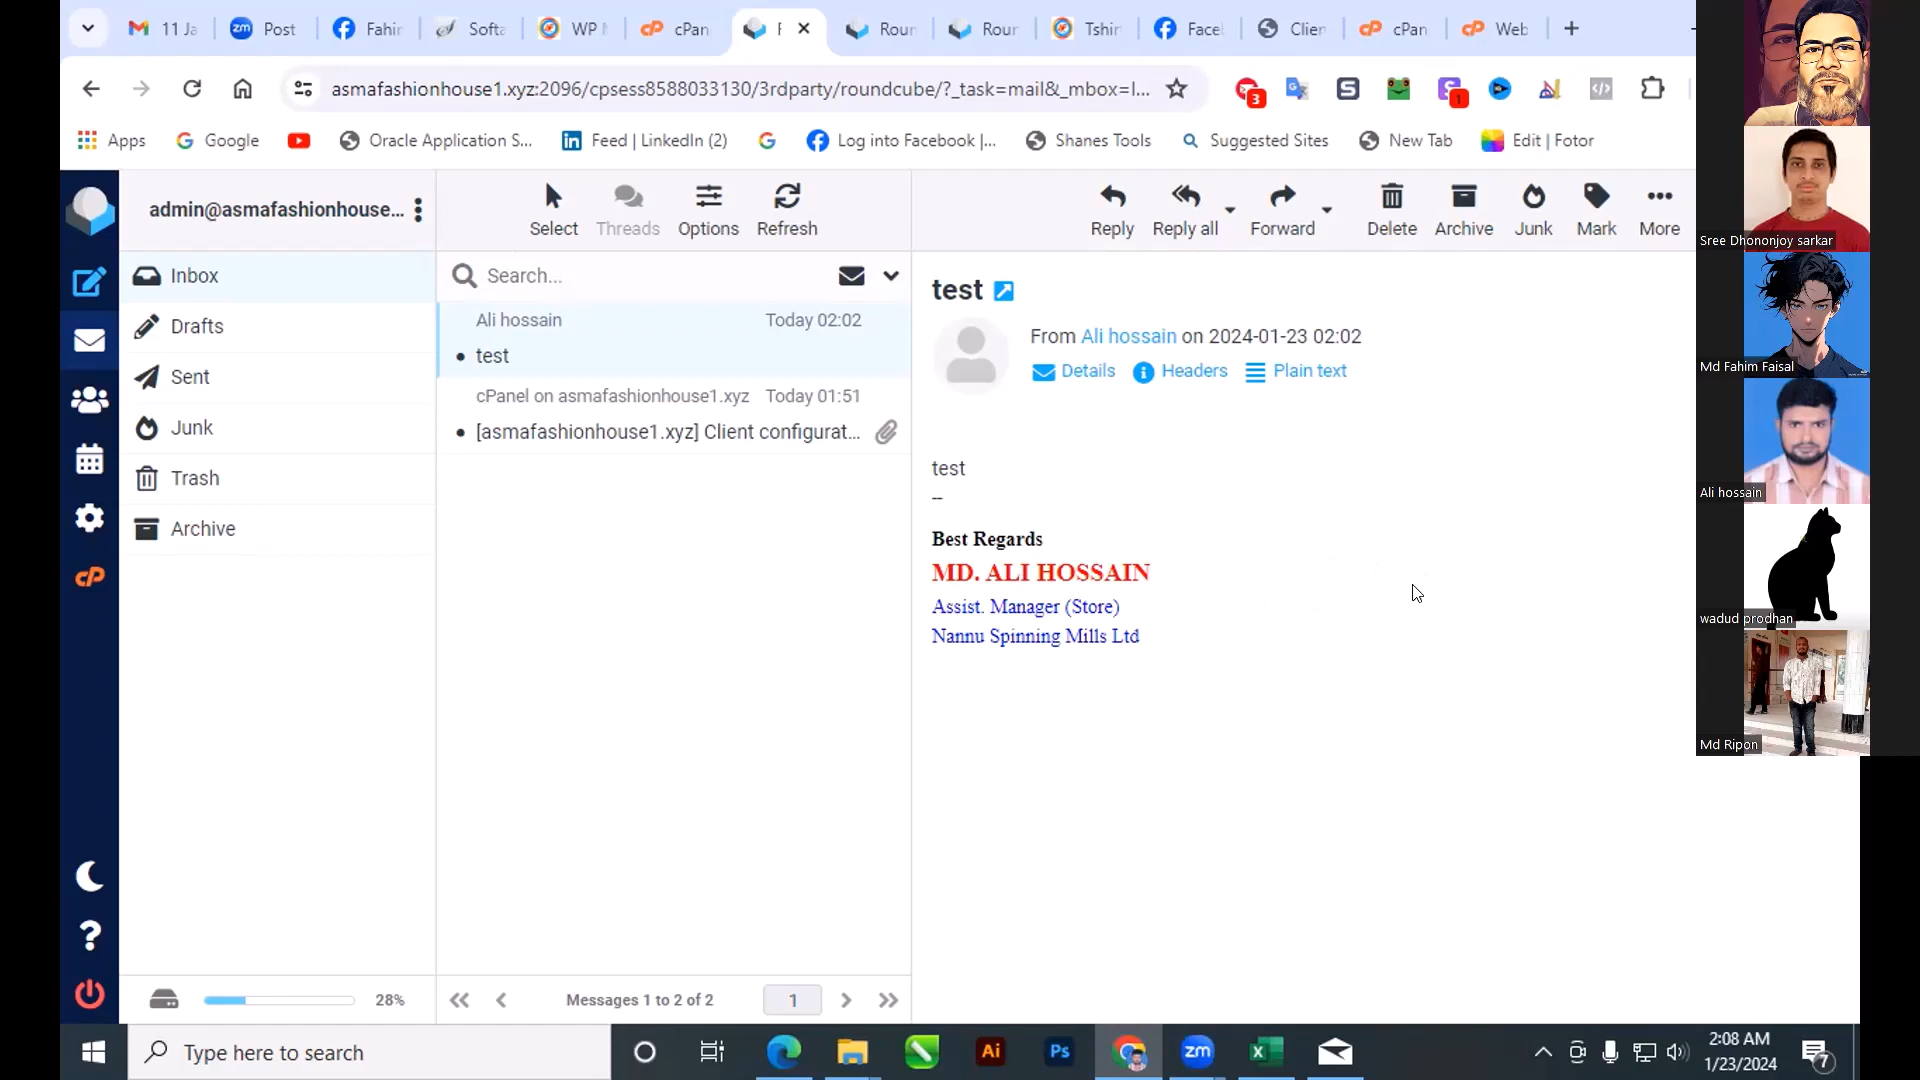 11 Ja
Post
Fahir
Softa
WP M
cPan
Rour
Rour
Tshir
Facel
Clien
cPan
Web
asmafashionhouse1.xyz:2096/cpsess8588033130/3rdparty/roundcube/?_task=mail&_mbox=I...
3
1
Apps
Google
Oracle Application S...
Feed | LinkedIn (2)
Log into Facebook |...
Shanes Tools
Suggested Sites
New Tab
Edit | Fotor
admin@asmafashionhouse...
Select
Threads
Options
Refresh
Reply
Reply all
Forward
Delete
Archive
Junk
Mark
More
Inbox
Drafts
Sent
Junk
Trash
Archive
28%
Search...
Ali hossain Today 02:02
test
cPanel on asmafashionhouse1.xyz Today 01:51
[asmafashionhouse1.xyz] Client configurat...
Messages 1 to 2 of 2
1
test
From Ali hossain on 2024-01-23 02:02
Details Headers Plain text
test
--
Best Regards
MD. ALI HOSSAIN
Assist. Manager (Store)
Nannu Spinning Mills Ltd
Sree Dhononjoy sarkar
Md Fahim Faisal
Ali hossain
wadud prodhan
Md Ripon
Type here to search
Ai
Ps
zm
2:08 AM
1/23/2024
7